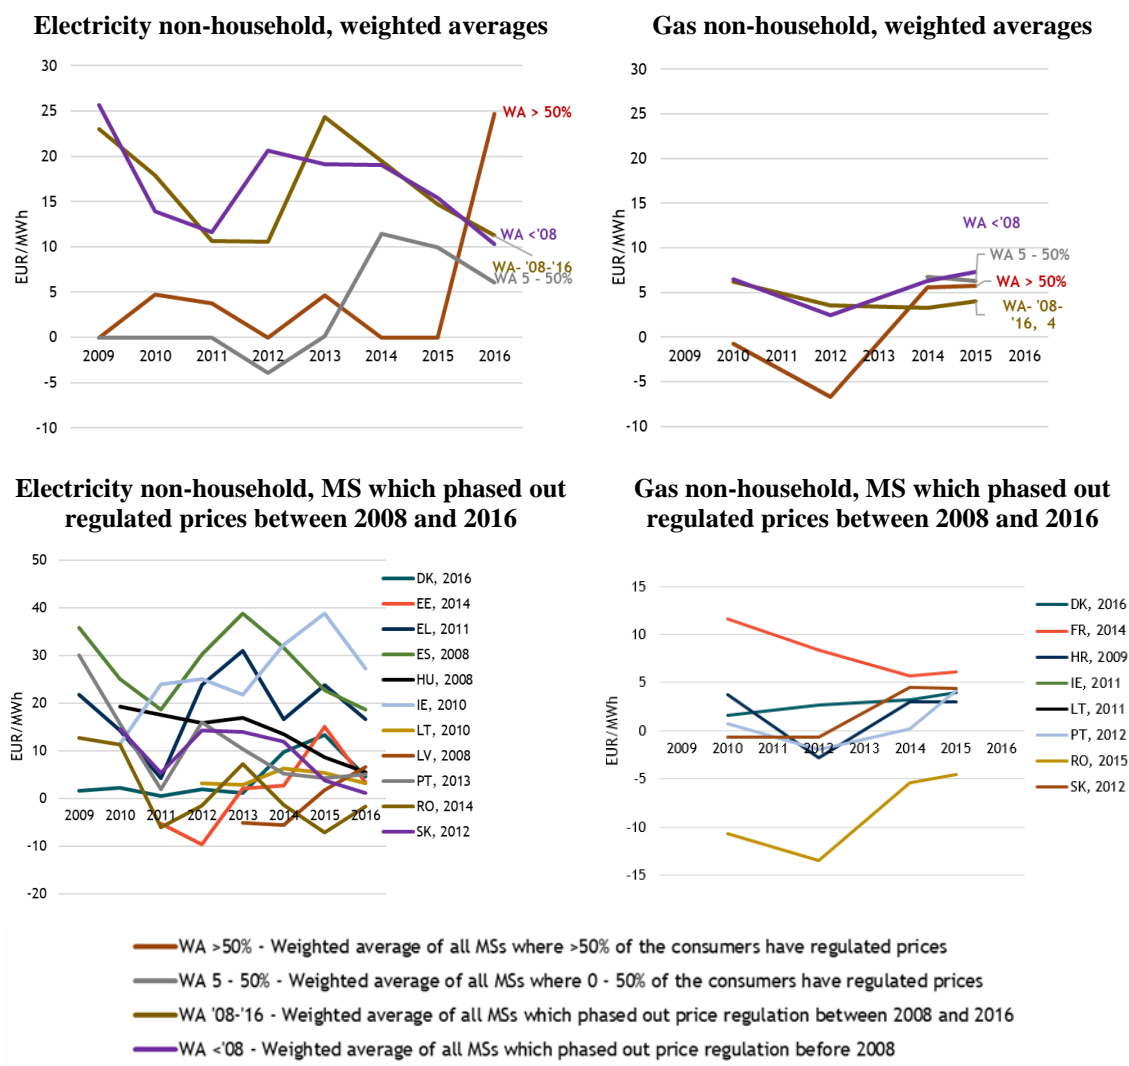 Electricity non-household, weighted averages
30
25
20
15
10
5
0
-5
-10
EUR/MWh
2009 2010 2011 2012 2013 2014 2015 2016
WA > 50%
WA <'08
WA- '08-'16
WA 5 - 50%
Gas non-household, weighted averages
30
25
20
15
10
5
0
-5
-10
EUR/MWh
2009 2010 2011 2012 2013 2014 2015 2016
WA <'08
WA 5 - 50%
WA > 50%
WA- '08-
'16, 4
Electricity non-household, MS which phased out
regulated prices between 2008 and 2016
50
40
30
20
10
0
-10
-20
EUR/MWh
2009 2010 2011 2012 2013 2014 2015 2016
DK, 2016
EE, 2014
EL, 2011
ES, 2008
HU, 2008
IE, 2010
LT, 2010
LV, 2008
PT, 2013
RO, 2014
SK, 2012
Gas non-household, MS which phased out
regulated prices between 2008 and 2016
15
10
5
0
-5
-10
-15
EUR/MWh
2009 2010 2011 2012 2013 2014 2015 2016
DK, 2016
FR, 2014
HR, 2009
IE, 2011
LT, 2011
PT, 2012
RO, 2015
SK, 2012
WA >50% - Weighted average of all MSs where >50% of the consumers have regulated prices
WA 5 - 50% - Weighted average of all MSs where 0 - 50% of the consumers have regulated prices
WA '08-'16 - Weighted average of all MSs which phased out price regulation between 2008 and 2016
WA <'08 - Weighted average of all MSs which phased out price regulation before 2008